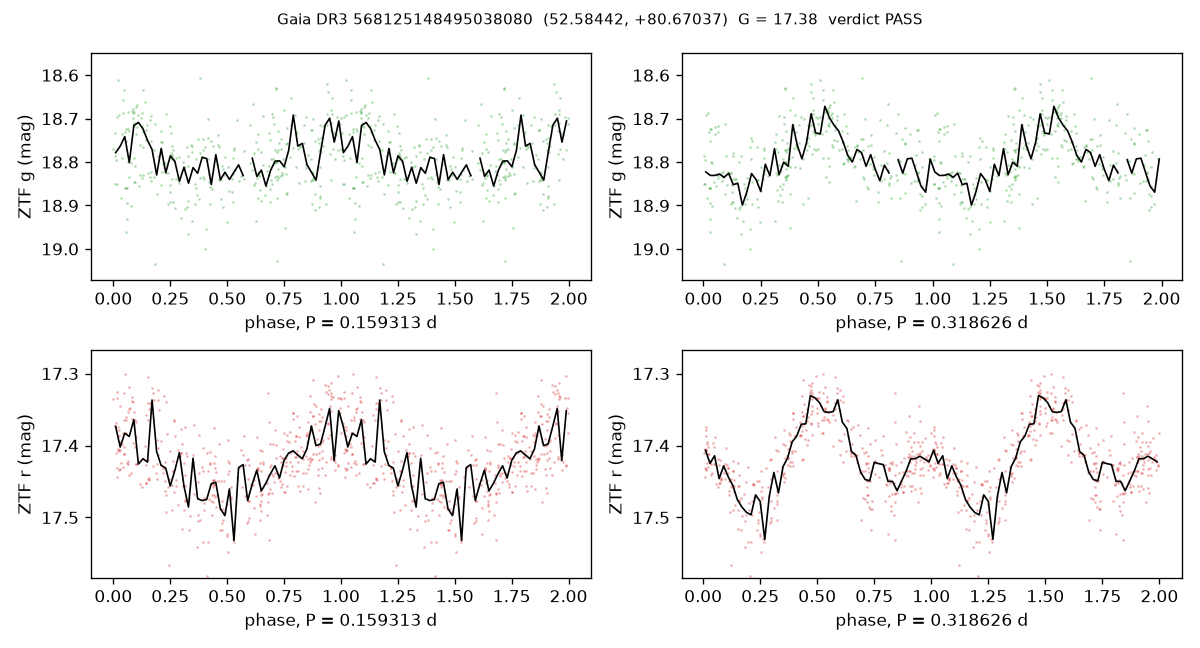 Gaia DR3 568125148495038080 (52.58442, +80.67037) G = 17.38 verdict PASS
ZTF g (mag)
18.6
18.7
18.8
18.9
19.0
0.00 0.25 0.50 0.75 1.00 1.25 1.50 1.75 2.00
phase, P = 0.159313 d
ZTF g (mag)
18.6
18.7
18.8
18.9
19.0
0.00 0.25 0.50 0.75 1.00 1.25 1.50 1.75 2.00
phase, P = 0.318626 d
ZTF r (mag)
17.3
17.4
17.5
0.00 0.25 0.50 0.75 1.00 1.25 1.50 1.75 2.00
phase, P = 0.159313 d
ZTF r (mag)
17.3
17.4
17.5
0.00 0.25 0.50 0.75 1.00 1.25 1.50 1.75 2.00
phase, P = 0.318626 d